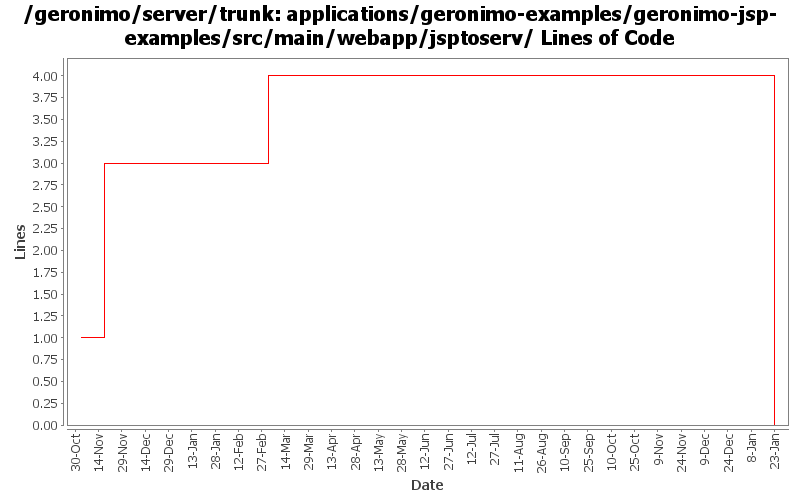 /geronimo/server/trunk: applications/geronimo-examples/geronimo-jsp-
examples/src/main/webapp/jsptoserv/ Lines of Code
Lines
4.00
3.75
3.50
3.25
3.00
2.75
2.50
2.25
2.00
1.75
1.50
1.25
1.00
0.75
0.50
0.25
0.00
30-Oct
14-Nov
29-Nov
14-Dec
29-Dec
13-Jan
28-Jan
12-Feb
27-Feb
14-Mar
29-Mar
13-Apr
28-Apr
13-May
28-May
12-Jun
27-Jun
12-Jul
27-Jul
11-Aug
26-Aug
10-Sep
25-Sep
10-Oct
25-Oct
9-Nov
24-Nov
9-Dec
24-Dec
8-Jan
23-Jan
Date